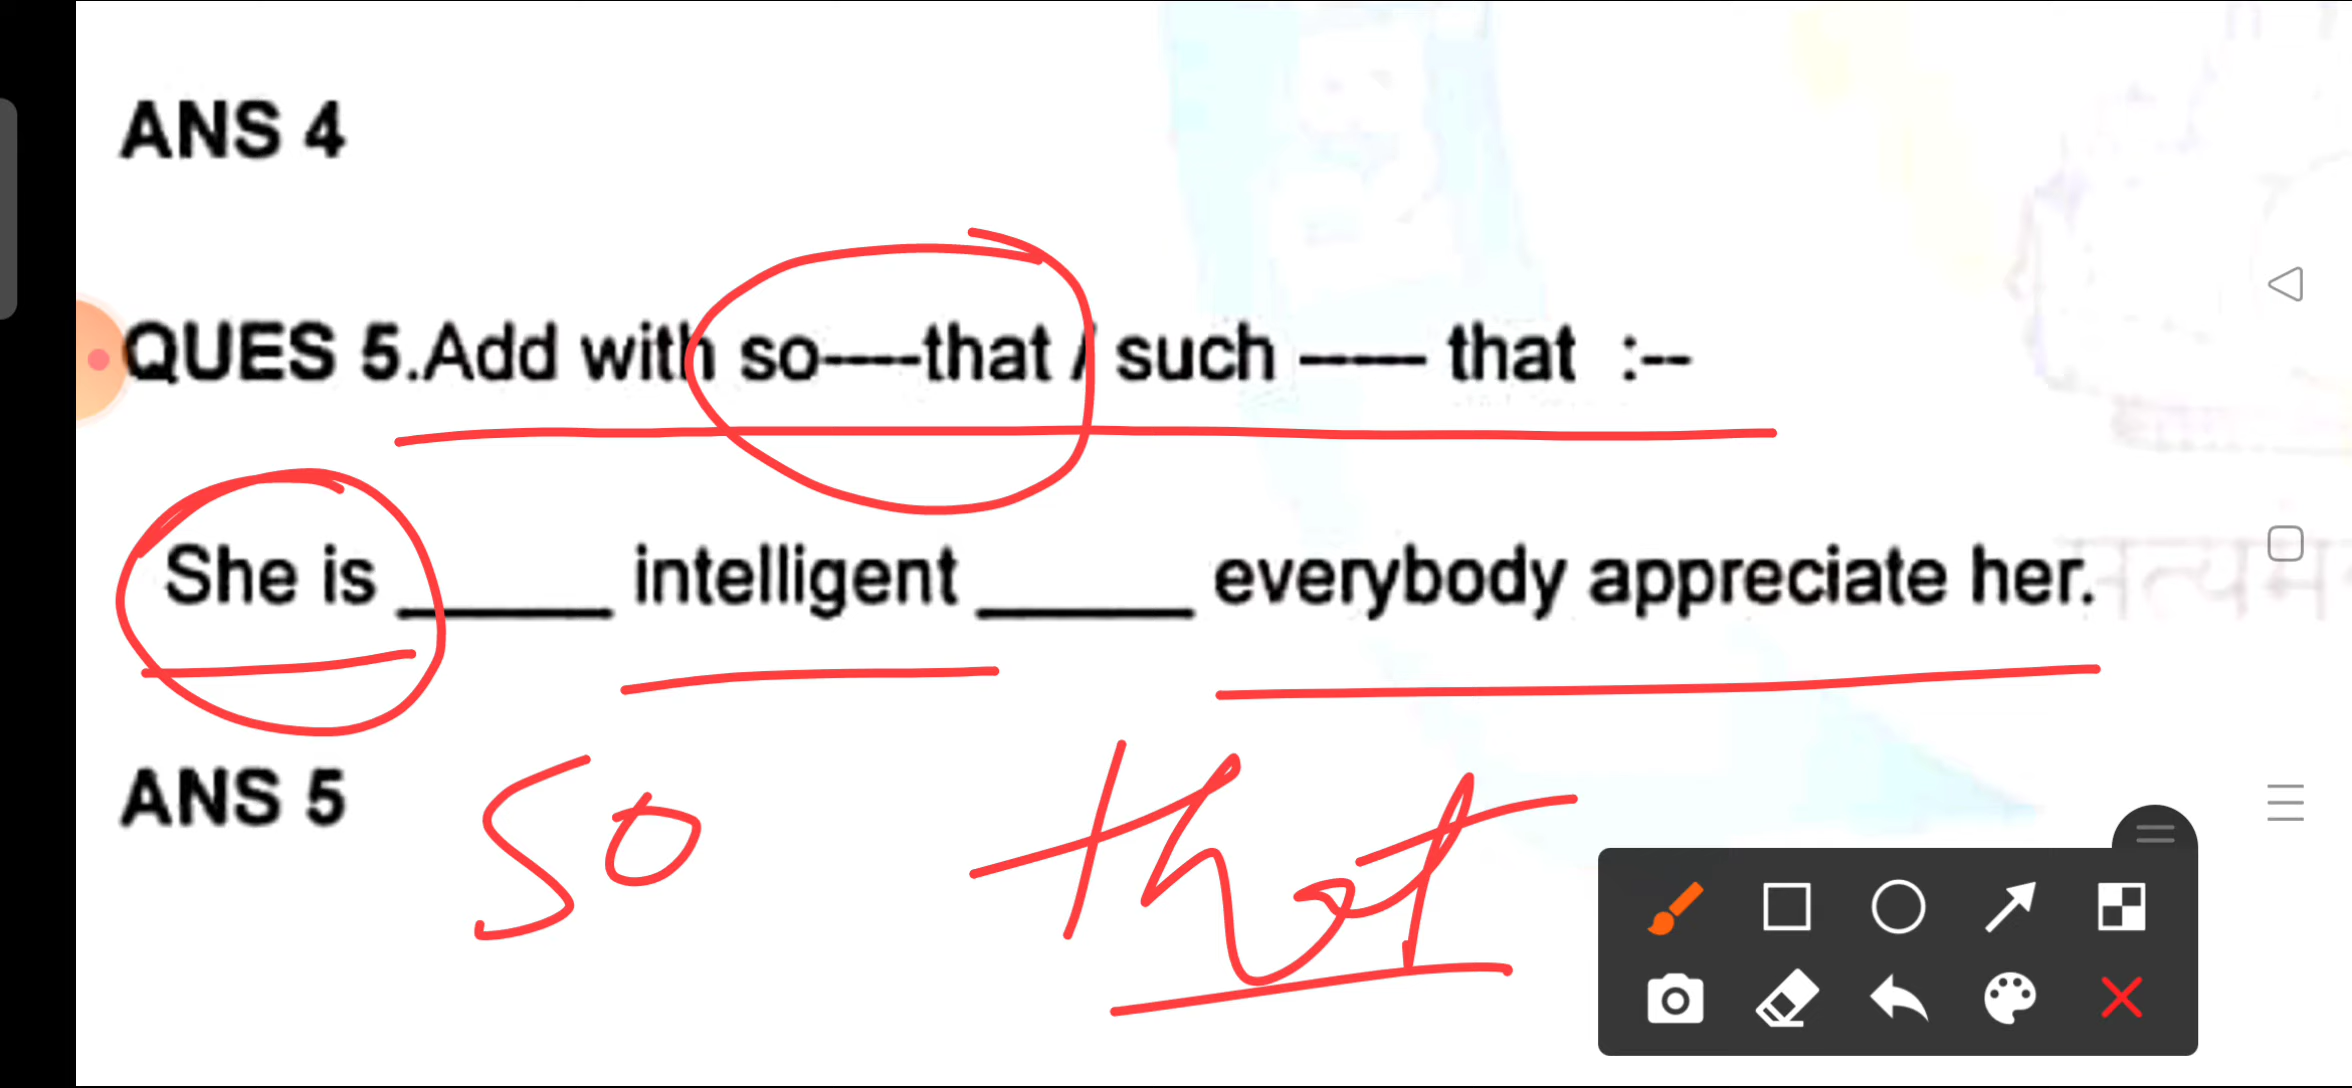 ANS 4
QUES 5.Add with so----that / such ----- that :--
She is ______ intelligent ______ everybody appreciate her.
ANS 5 so that